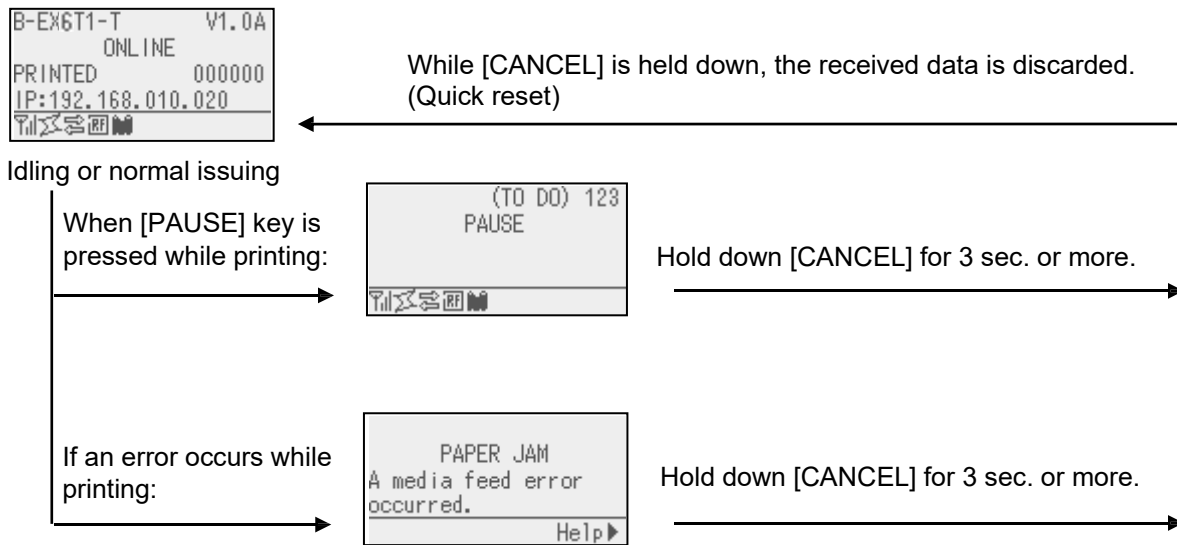 B-EX6T1-T V1.0A
ONLINE
PRINTED 000000
IP:192.168.010.020
RF
While [CANCEL] is held down, the received data is discarded.
(Quick reset)
Idling or normal issuing
When [PAUSE] key is
pressed while printing:
(TO DO) 123
PAUSE
RF
Hold down [CANCEL] for 3 sec. or more.
If an error occurs while
printing:
PAPER JAM
A media feed error
occurred.
Help
Hold down [CANCEL] for 3 sec. or more.